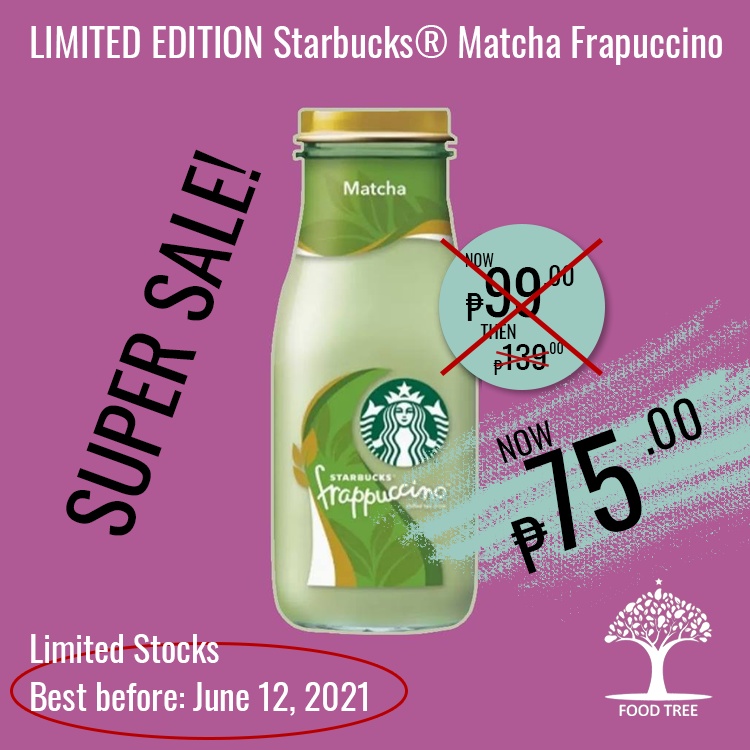 LIMITED EDITION Starbucks® Matcha Frapuccino
SUPER SALE!
Matcha
NOW
₱99.00
THEN
₱139.00
STARBUCKS
frappuccino
NOW
₱75.00
Limited Stocks
Best before: June 12, 2021
FOOD TREE